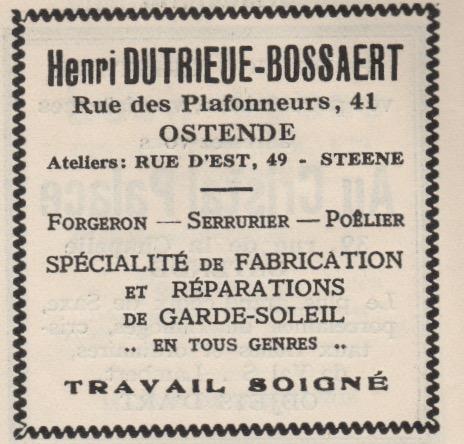 Henri DUTRIEUE-BOSSAERT
Rue des Plafonneurs, 41
OSTENDE
Ateliers: RUE D'EST, 49 - STEENE
FORGERON — SERRURIER — POÊLIER
SPÉCIALITÉ DE FABRICATION
ET RÉPARATIONS
DE GARDE-SOLEIL
.. EN TOUS GENRES ..
TRAVAIL SOIGNÉ